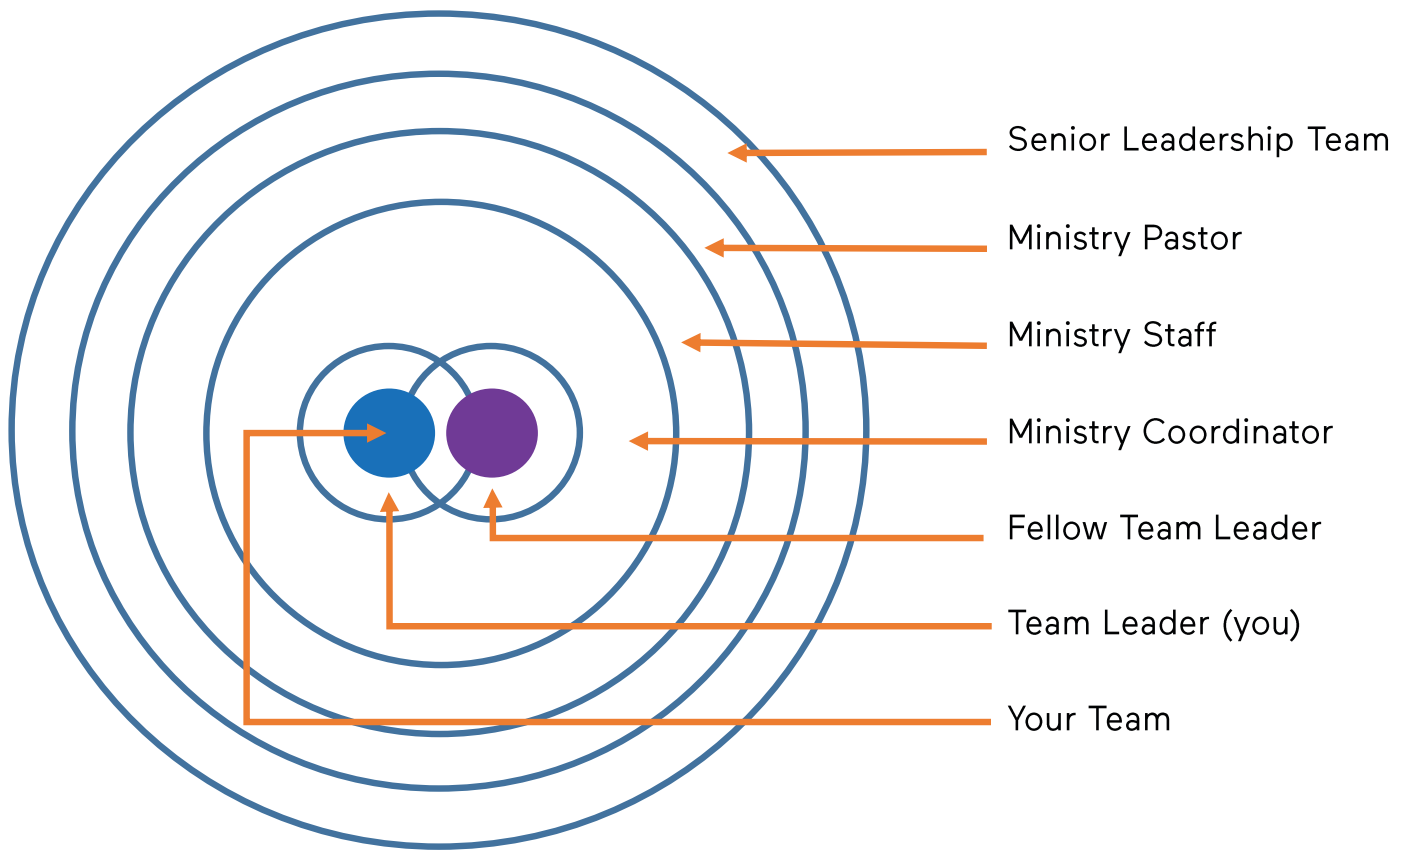 Senior Leadership Team
Ministry Pastor
Ministry Staff
Ministry Coordinator
Fellow Team Leader
Team Leader (you)
Your Team